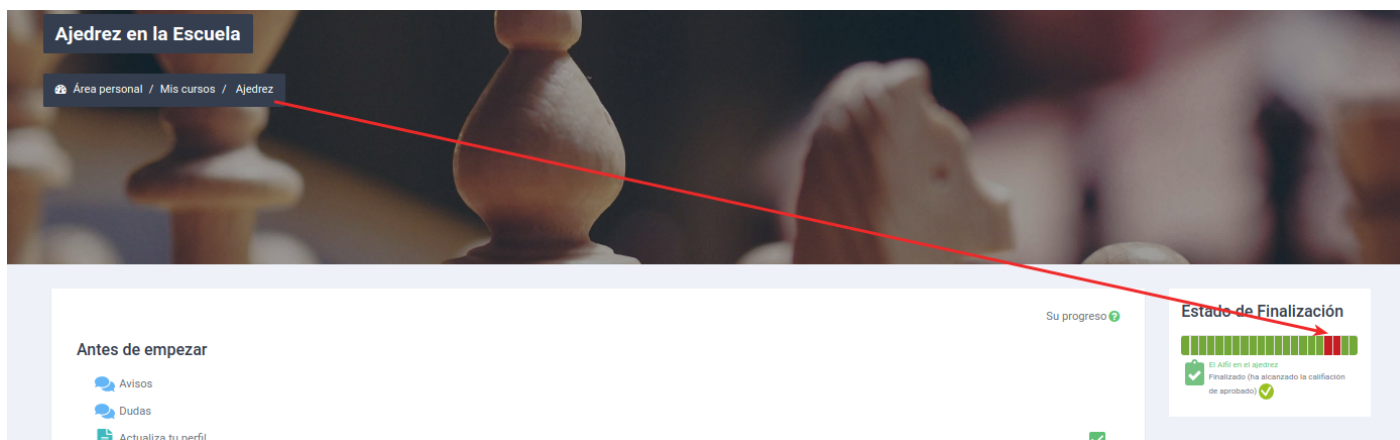 Ajedrez en la Escuela
Área personal / Mis cursos / Ajedrez
Su progreso
Estado de Finalización
Antes de empezar
El Alfil en el ajedrez
Finalizado (ha alcanzado la califiación
de aprobado)
Avisos
Dudas
Actualiza tu perfil